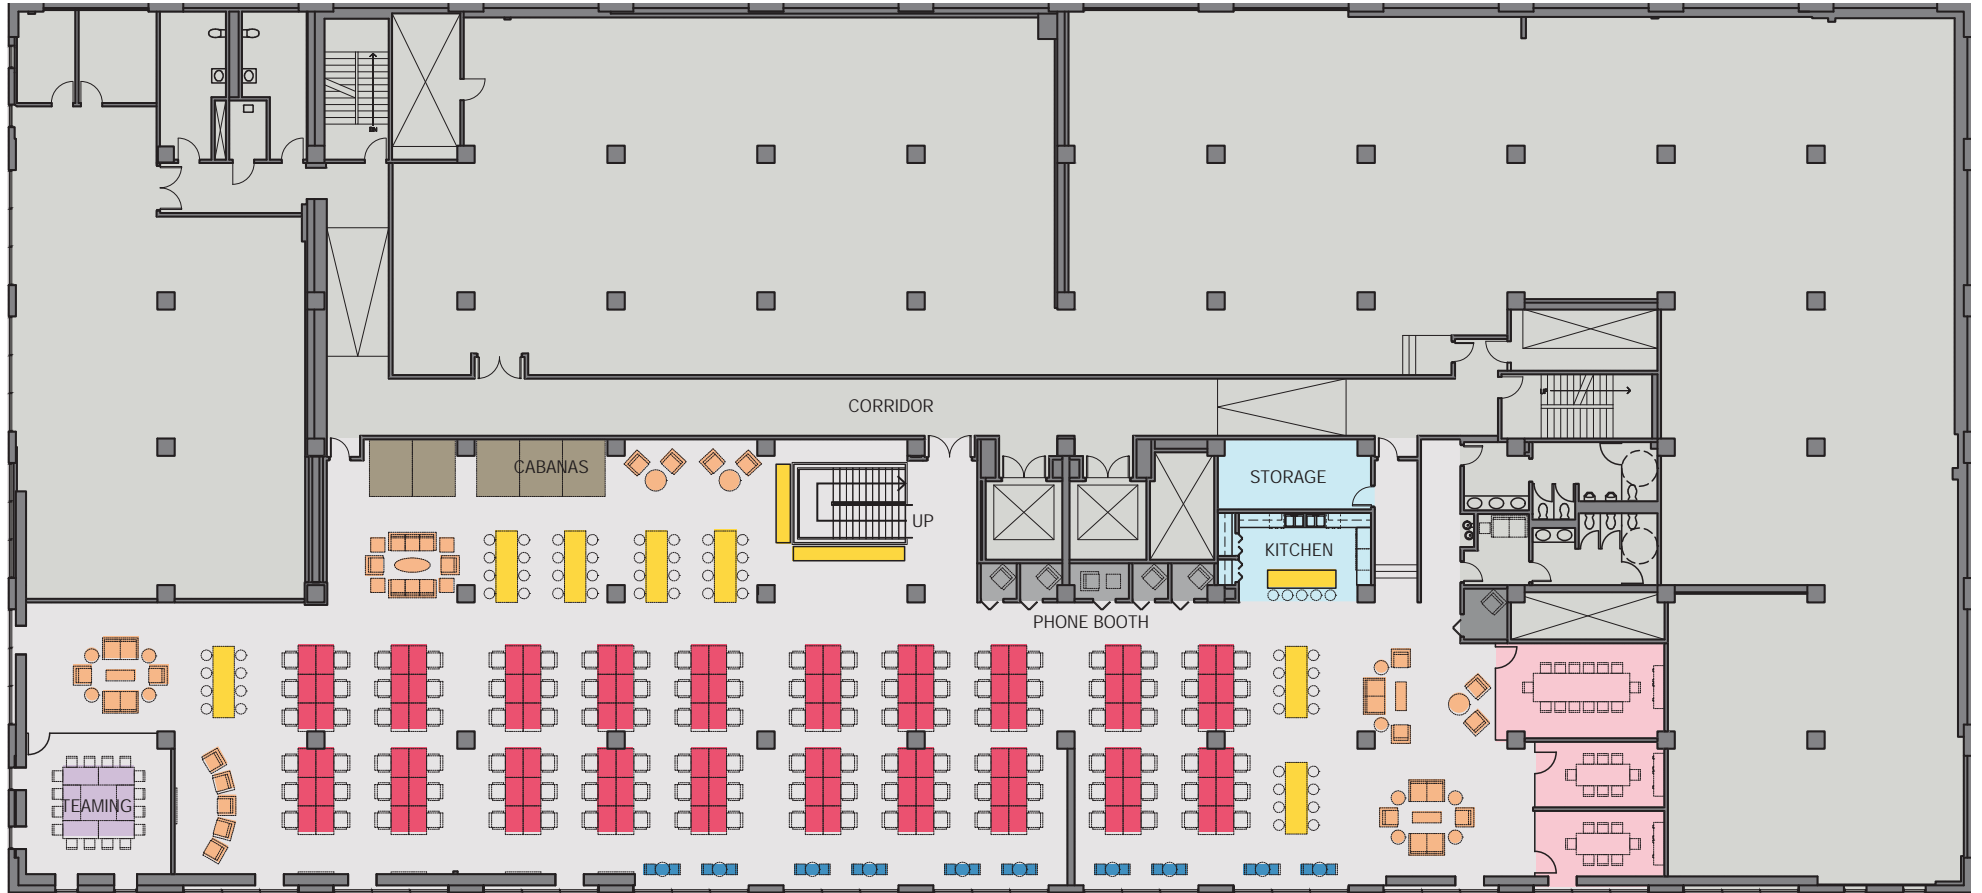 CORRIDOR
CABANAS
STORAGE
UP
KITCHEN
PHONE BOOTH
TEAMING